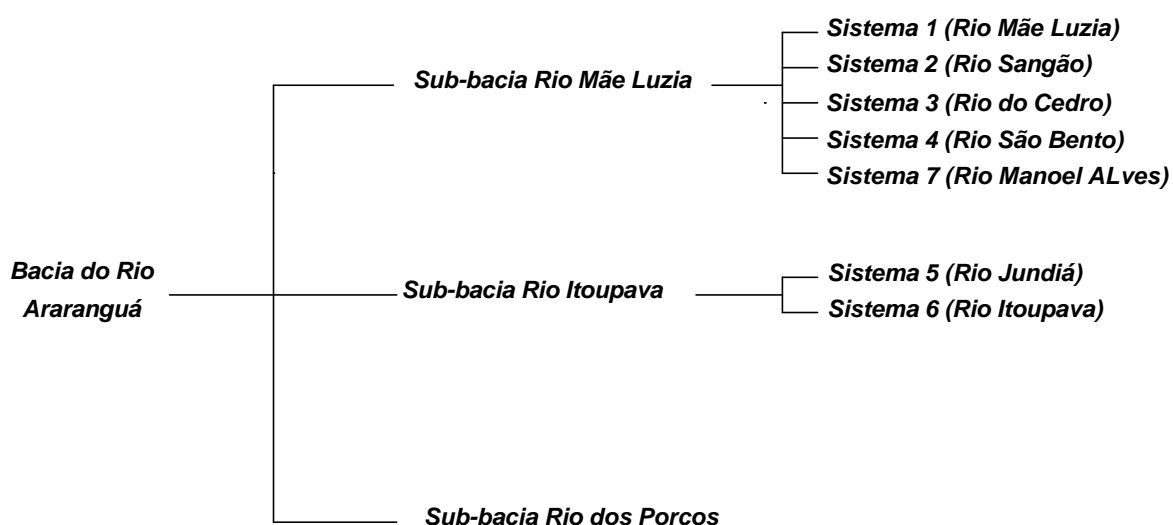 Bacia do Rio
Araranguá
Sub-bacia Rio Mãe Luzia
Sistema 1 (Rio Mãe Luzia)
Sistema 2 (Rio Sangão)
Sistema 3 (Rio do Cedro)
Sistema 4 (Rio São Bento)
Sistema 7 (Rio Manoel ALves)
Sub-bacia Rio Itoupava
Sistema 5 (Rio Jundiá)
Sistema 6 (Rio Itoupava)
Sub-bacia Rio dos Porcos